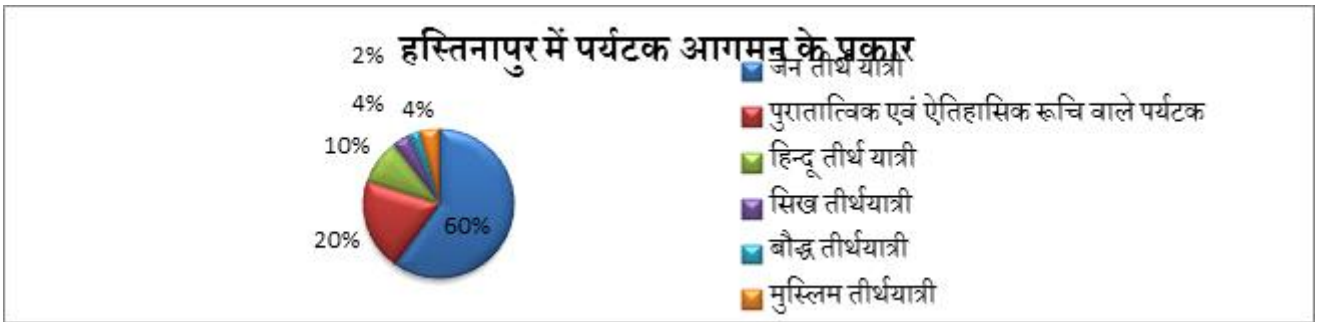 हस्तिनापुर में पर्यटक आगमन के प्रकार
2%
4%
4%
10%
20%
60%
जैन तीर्थ यात्री
पुरातात्विक एवं ऐतिहासिक रूचि वाले पर्यटक
हिन्दू तीर्थ यात्री
सिख तीर्थयात्री
बौद्ध तीर्थयात्री
मुस्लिम तीर्थयात्री